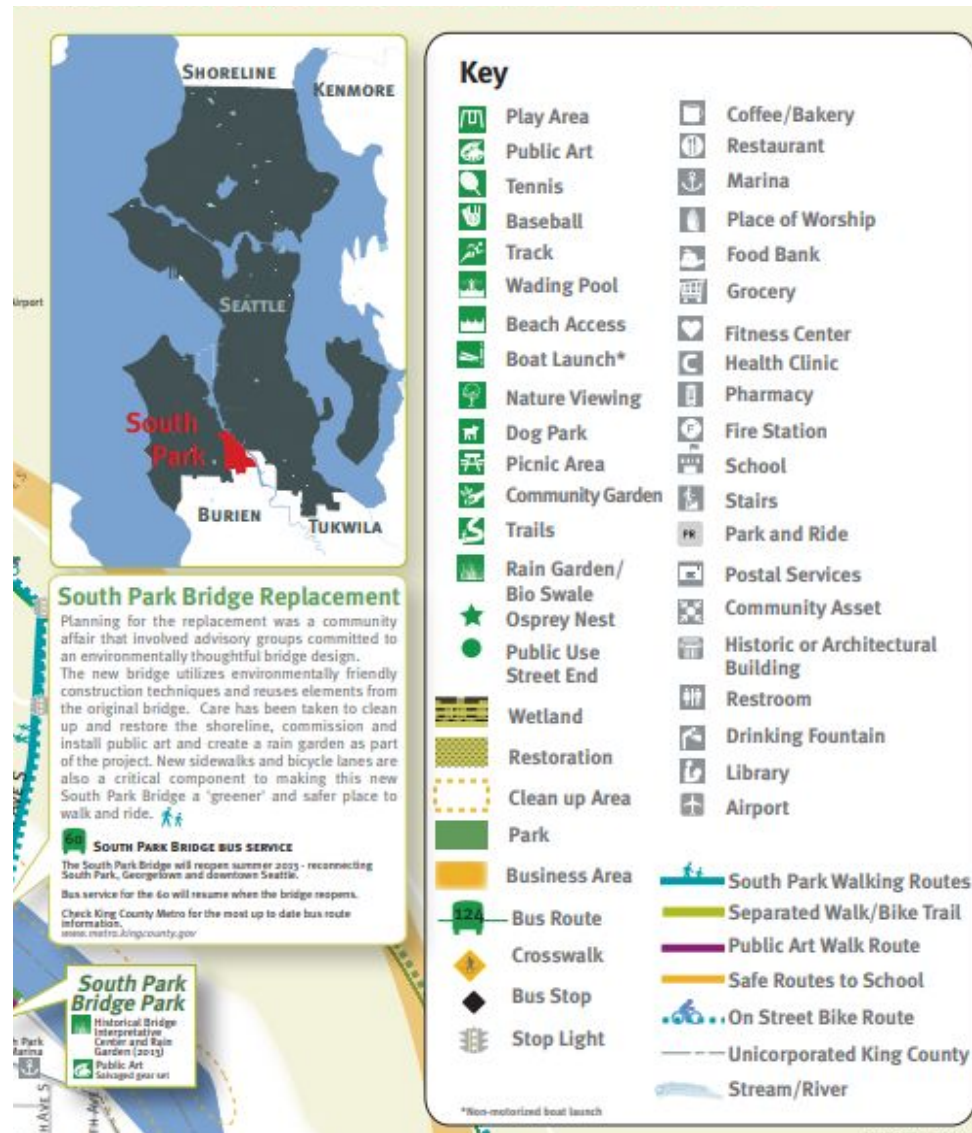 SHORELINE
KENMORE
SEATTLE
South
Park
BURIEN
TUKWILA
South Park Bridge Replacement
Planning for the replacement was a community
affair that involved advisory groups committed to
an environmentally thoughtful bridge design.
The new bridge utilizes environmentally friendly
construction techniques and reuses elements from
the original bridge. Care has been taken to clean
up and restore the shoreline, commission and
install public art and create a rain garden as part
of the project. New sidewalks and bicycle lanes are
also a critical component to making this new
South Park Bridge a 'greener' and safer place to
walk and ride.
60 SOUTH PARK BRIDGE BUS SERVICE
The South Park Bridge will reopen summer 2013 - reconnecting
South Park, Georgetown and downtown Seattle.
Bus service for the 60 will resume when the bridge reopens.
Check King County Metro for the most up to date bus route
information.
www.metro.kingcounty.gov
South Park
Bridge Park
Historical Bridge
Interpretative
Center and Rain
Garden (2013)
Public Art
Salvaged gear set
Park
Marina
AVE S
Airport
Key
Play Area
Public Art
Tennis
Baseball
Track
Wading Pool
Beach Access
Boat Launch*
Nature Viewing
Dog Park
Picnic Area
Community Garden
Trails
Rain Garden/
Bio Swale
Osprey Nest
Public Use
Street End
Wetland
Restoration
Clean up Area
Park
Business Area
124 Bus Route
Crosswalk
Bus Stop
Stop Light
Coffee/Bakery
Restaurant
Marina
Place of Worship
Food Bank
Grocery
Fitness Center
C Health Clinic
Pharmacy
F Fire Station
School
Stairs
PR Park and Ride
Postal Services
Community Asset
Historic or Architectural
Building
Restroom
Drinking Fountain
Library
Airport
South Park Walking Routes
Separated Walk/Bike Trail
Public Art Walk Route
Safe Routes to School
On Street Bike Route
Unicorporated King County
Stream/River
*Non-motorized boat launch